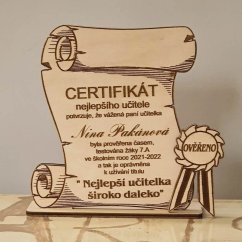 CERTIFIKÁT
nejlepšího učitele
potvrzuje, že vážená paní učitelka
Nina Pakánová
byla prověřena časem,
testována žáky 7.A
ve školním roce 2021-2022
a tak je oprávněna
k užívání titulu
" Nejlepší učitelka
široko daleko"
OVĚŘENO